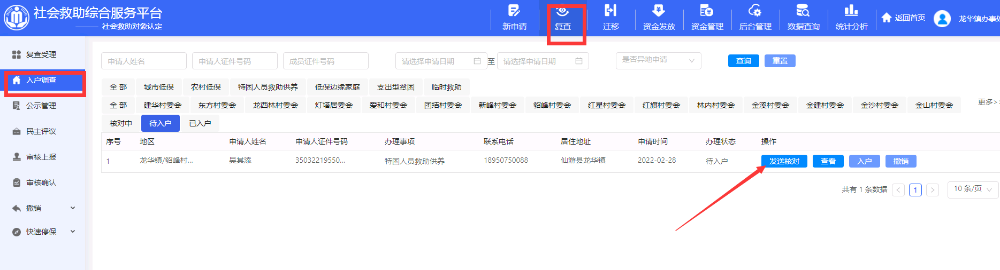 社会救助综合服务平台
社会救助对象认定
新申请 复查 迁移 资金发放 资金管理 后台管理 数据查询 统计分析 返回首页 龙华镇办事处
复查受理
入户调查
公示管理
民主评议
审核上报
审核确认
撤销
快速停保
申请人姓名 申请人证件号码 成员证件号码 请选择申请日期 至 请选择申请日期 是否异地申请 查询 重置
全 部 城市低保 农村低保 特困人员救助供养 低保边缘家庭 支出型贫困 临时救助
全 部 建华村委会 东方村委会 龙西林村委会 灯塔居委会 爱和村委会 团结村委会 新峰村委会 貂峰村委会 红星村委会 红旗村委会 林内村委会 金溪村委会 金建村委会 金沙村委会 金山村委会 更多>>
核对中 待入户 已入户
序号 地区 申请人姓名 申请人证件号码 办理事项 联系电话 居住地址 申请时间 办理状态 操作
1 龙华镇/貂峰村... 吴其添 35032219550... 特困人员救助供养 18950750088 仙游县龙华镇 2022-02-28 待入户 发送核对 查看 入户 撤销
共有 1 条数据 < 1 > 10 条/页